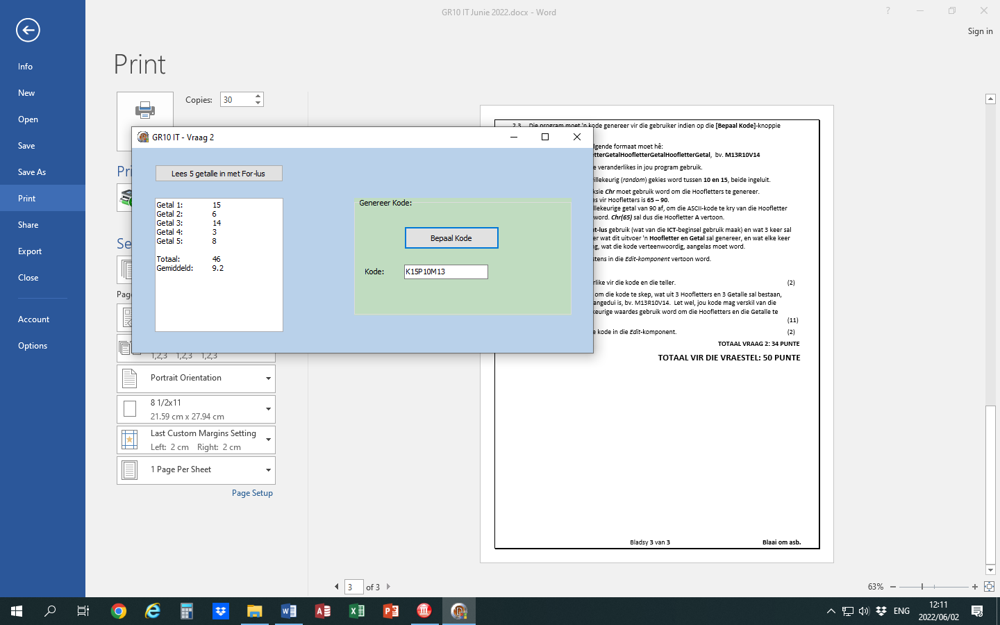 GR10 IT Junie 2022.docx - Word
Sign in
Info
New
Open
Save
Save As
Print
Share
Export
Close
Account
Options
Print
Copies: 30
GR10 IT - Vraag 2
Lees 5 getalle in met For-lus
Getal 1: 15
Getal 2: 6
Getal 3: 14
Getal 4: 3
Getal 5: 8
Totaal: 46
Gemiddeld: 9.2
Genereer Kode:
Bepaal Kode
Kode: K15P10M13
1,2,3 1,2,3 1,2,3
Portrait Orientation
8 1/2x11
21.59 cm x 27.94 cm
Last Custom Margins Setting
Left: 2 cm Right: 2 cm
1 Page Per Sheet
Page Setup
2.3 Die program moet 'n kode genereer vir die gebruiker indien op die [Bepaal Kode]-knoppie
lgende formaat moet hê:
tterGetalHoofletterGetalHoofletterGetal, bv. M13R10V14
e veranderlikes in jou program gebruik.
illekeurig (random) gekies word tussen 10 en 15, beide ingeluit.
ksie Chr moet gebruik word om die Hoofletters te genereer.
es vir Hoofletters is 65 – 90.
llekeurige getal van 90 af, om die ASCII-kode te kry van die Hoofletter
word. Chr(65) sal dus die Hoofletter A vertoon.
at-lus gebruik (wat van die ICT-beginsel gebruik maak) en wat 3 keer sal
er wat dit uitvoer 'n Hoofletter en Getal sal genereer, en wat elke keer
ng, wat die kode verteenwoordig, aangelas moet word.
stens in die Edit-komponent vertoon word.
rlike vir die kode en die teller. (2)
om die kode te skep, wat uit 3 Hoofletters en 3 Getalle sal bestaan,
angedui is, bv. M13R10V14. Let wel, jou kode mag verskil van die
keurige waardes gebruik word om die Hoofletters en die Getalle te
(11)
e kode in die Edit-komponent. (2)
TOTAAL VRAAG 2: 34 PUNTE
TOTAAL VIR DIE VRAESTEL: 50 PUNTE
Bladsy 3 van 3 Blaai om asb.
3 of 3
63%
ENG
12:11
2022/06/02